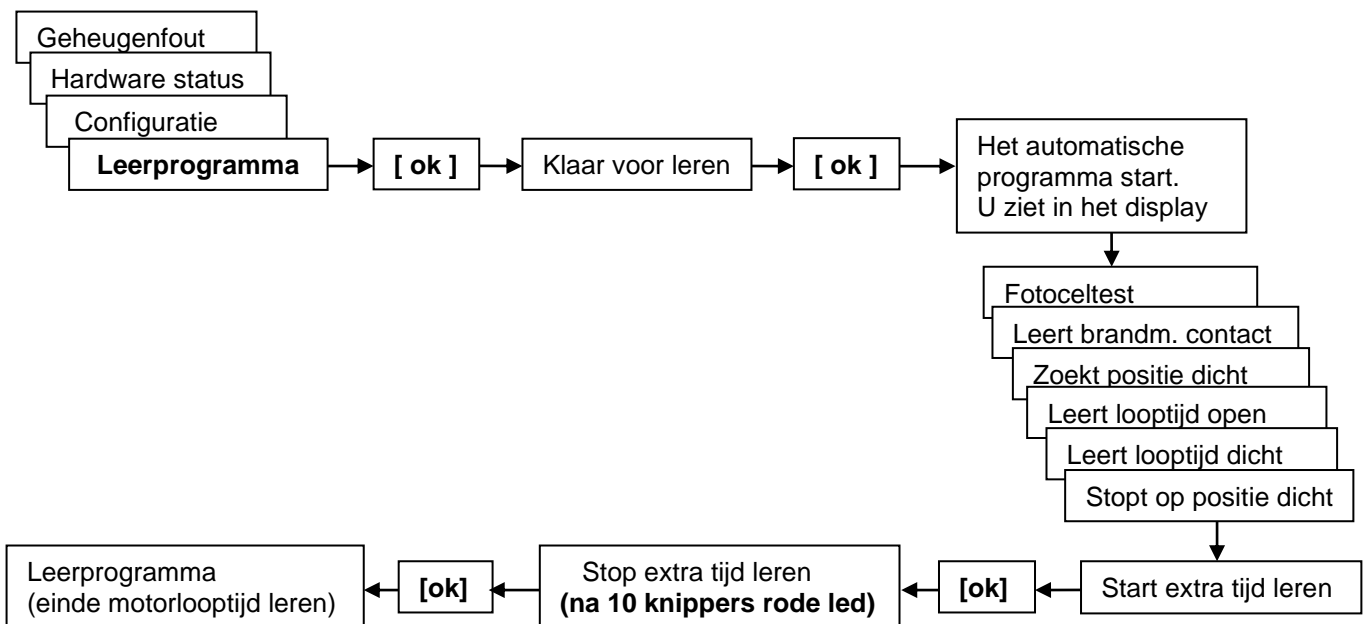 Geheugenfout
Hardware status
Configuratie
Leerprogramma
[ ok ]
Klaar voor leren
[ ok ]
Het automatische
programma start.
U ziet in het display
Fotoceltest
Leert brandm. contact
Zoekt positie dicht
Leert looptijd open
Leert looptijd dicht
Stopt op positie dicht
Start extra tijd leren
[ok]
Stop extra tijd leren
(na 10 knippers rode led)
[ok]
Leerprogramma
(einde motorlooptijd leren)